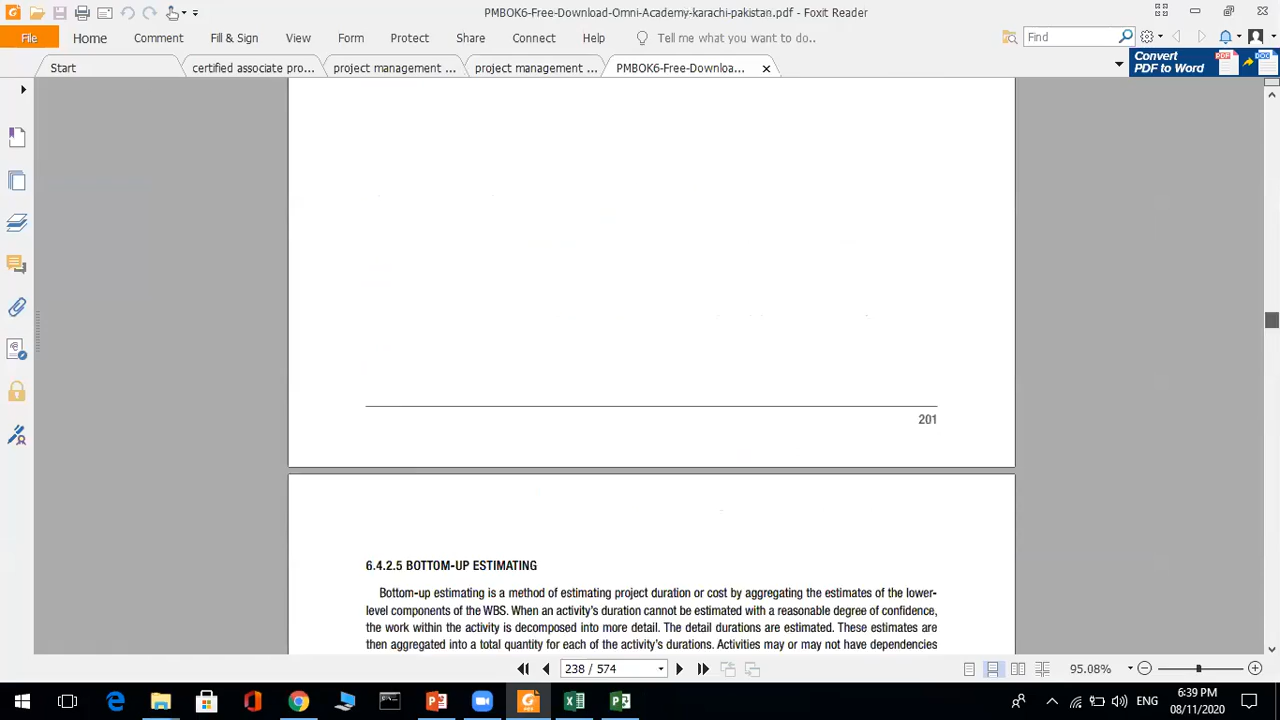 PMBOK6-Free-Download-Omni-Academy-karachi-pakistan.pdf - Foxit Reader
File Home Comment Fill & Sign View Form Protect Share Connect Help Tell me what you want to do.. Find
Start certified associate pro... project management ... project management ... PMBOK6-Free-Downloa...
Convert
PDF to Word
201
6.4.2.5 BOTTOM-UP ESTIMATING
Bottom-up estimating is a method of estimating project duration or cost by aggregating the estimates of the lower-
level components of the WBS. When an activity's duration cannot be estimated with a reasonable degree of confidence,
the work within the activity is decomposed into more detail. The detail durations are estimated. These estimates are
then aggregated into a total quantity for each of the activity's durations. Activities may or may not have dependencies
238 / 574 95.08%
ENG 6:39 PM
08/11/2020